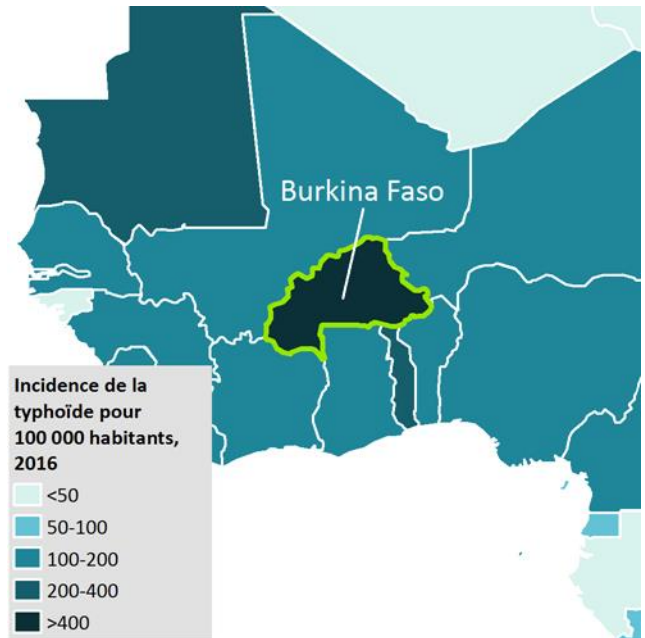 Burkina Faso
Incidence de la
typhoïde pour
100 000 habitants,
2016
<50
50-100
100-200
200-400
>400